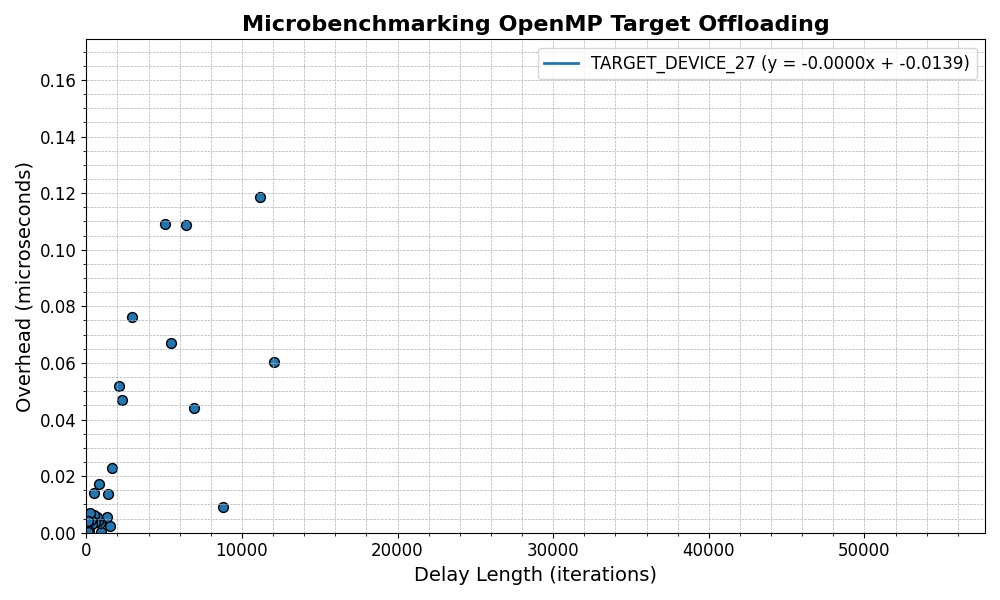 Microbenchmarking OpenMP Target Offloading
TARGET_DEVICE_27 (y = -0.0000x + -0.0139)
Overhead (microseconds)
0.16
0.14
0.12
0.10
0.08
0.06
0.04
0.02
0.00
0 10000 20000 30000 40000 50000
Delay Length (iterations)